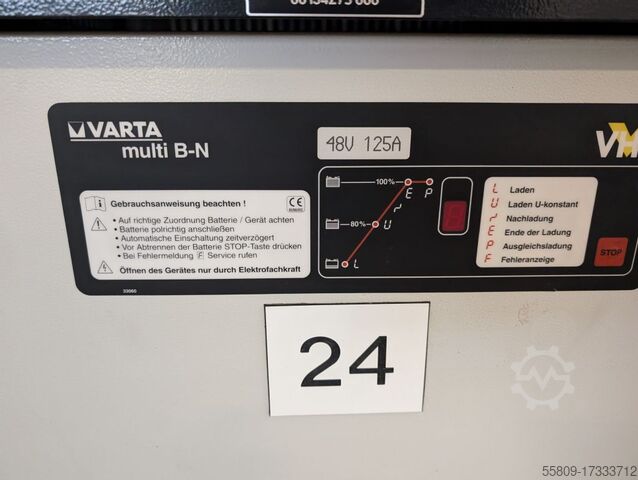 VARTA
multi B-N
48V 125A
VH
Gebrauchsanweisung beachten !
CE
• Auf richtige Zuordnung Batterie / Gerät achten
• Batterie polrichtig anschließen
• Automatische Einschaltung zeitverzögert
• Vor Abtrennen der Batterie STOP-Taste drücken
• Bei Fehlermeldung F Service rufen
Öffnen des Gerätes nur durch Elektrofachkraft
100%
E P
80%
U
L
L Laden
U Laden U-konstant
Nachladung
E Ende der Ladung
P Ausgleichsladung
F Fehleranzeige
STOP
24
55809-17333712